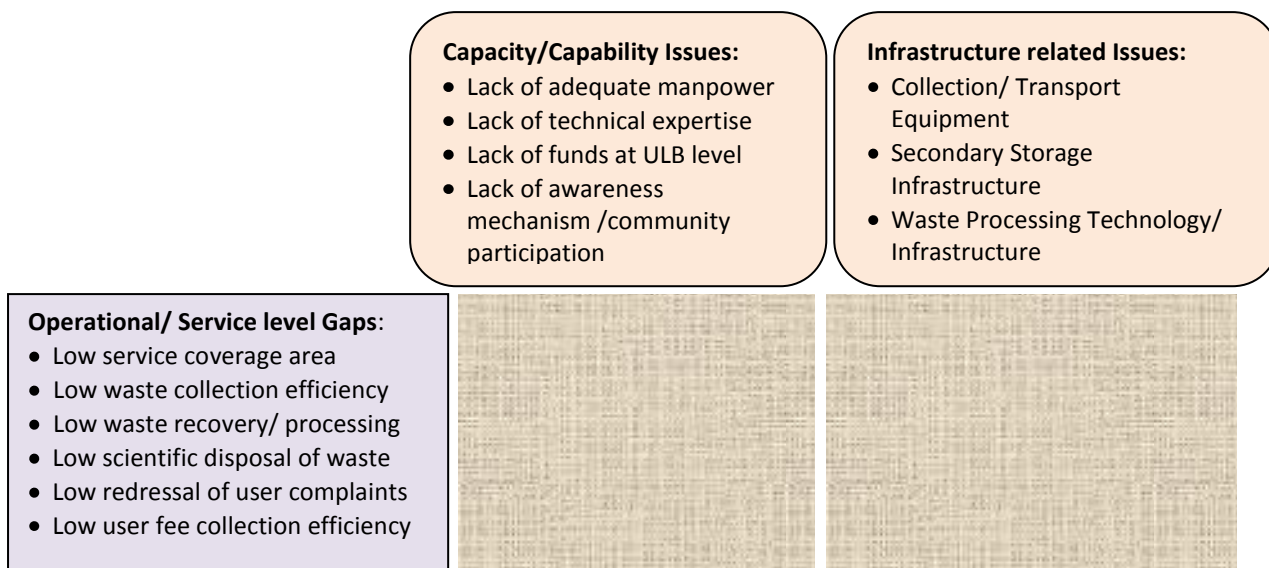 Capacity/Capability Issues:
• Lack of adequate manpower
• Lack of technical expertise
• Lack of funds at ULB level
• Lack of awareness
mechanism /community
participation
Infrastructure related Issues:
• Collection/ Transport
Equipment
• Secondary Storage
Infrastructure
• Waste Processing Technology/
Infrastructure
Operational/ Service level Gaps:
• Low service coverage area
• Low waste collection efficiency
• Low waste recovery/ processing
• Low scientific disposal of waste
• Low redressal of user complaints
• Low user fee collection efficiency